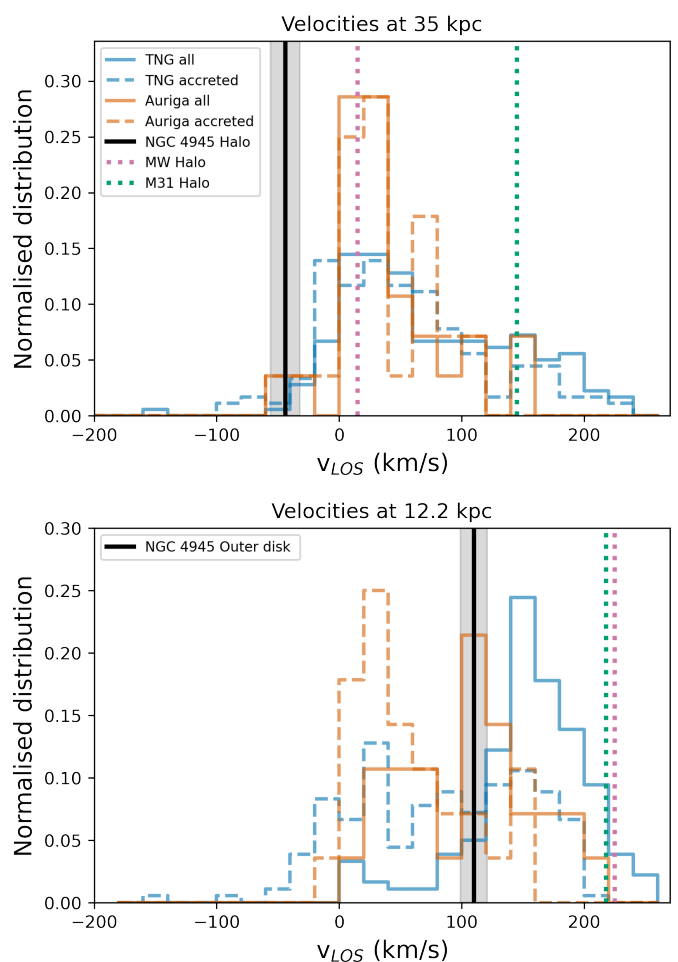 Velocities at 35 kpc
TNG all
TNG accreted
Auriga all
Auriga accreted
NGC 4945 Halo
MW Halo
M31 Halo
Normalised distribution
0.30
0.25
0.20
0.15
0.10
0.05
0.00
−200 −100 0 100 200
vLOS (km/s)
Velocities at 12.2 kpc
NGC 4945 Outer disk
Normalised distribution
0.30
0.25
0.20
0.15
0.10
0.05
0.00
−200 −100 0 100 200
vLOS (km/s)